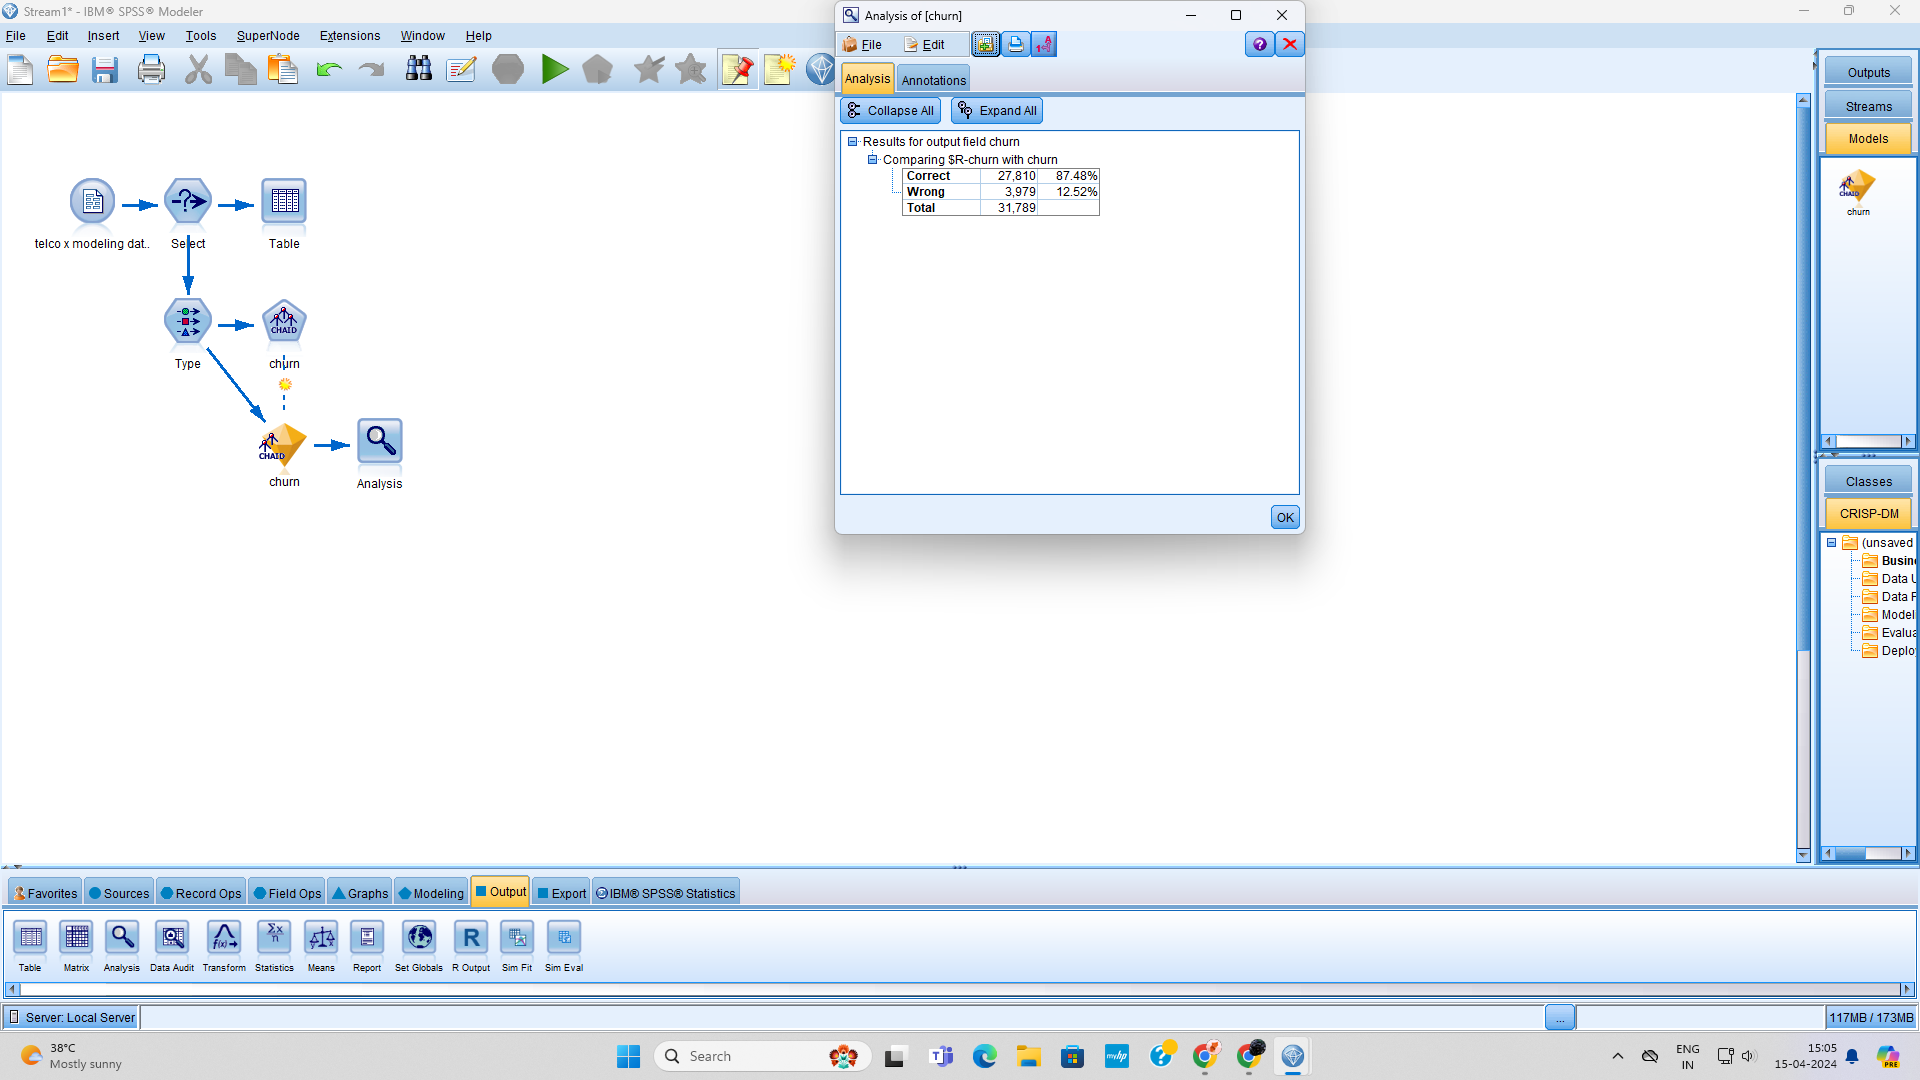 Stream1* - IBM® SPSS® Modeler
File Edit Insert View Tools SuperNode Extensions Window Help
telco x modeling dat..
Select
Table
Type
CHAID
churn
CHAID
churn
Analysis
Analysis of [churn]
File Edit
Analysis Annotations
Collapse All Expand All
Results for output field churn
Comparing $R-churn with churn
Correct 27,810 87.48%
Wrong 3,979 12.52%
Total 31,789
OK
Outputs
Streams
Models
CHAID
churn
Classes
CRISP-DM
(unsaved
Busin
Data U
Data P
Model
Evalua
Deplo
Favorites Sources Record Ops Field Ops Graphs Modeling Output Export IBM® SPSS® Statistics
Table Matrix Analysis Data Audit Transform Statistics Means Report Set Globals R Output Sim Fit Sim Eval
Server: Local Server
...
117MB / 173MB
38°C
Mostly sunny
Search
ENG
IN
15:05
15-04-2024